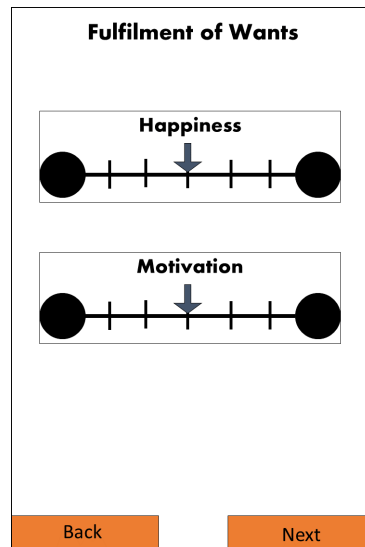 Fulfilment of Wants
Happiness
Motivation
Back
Next